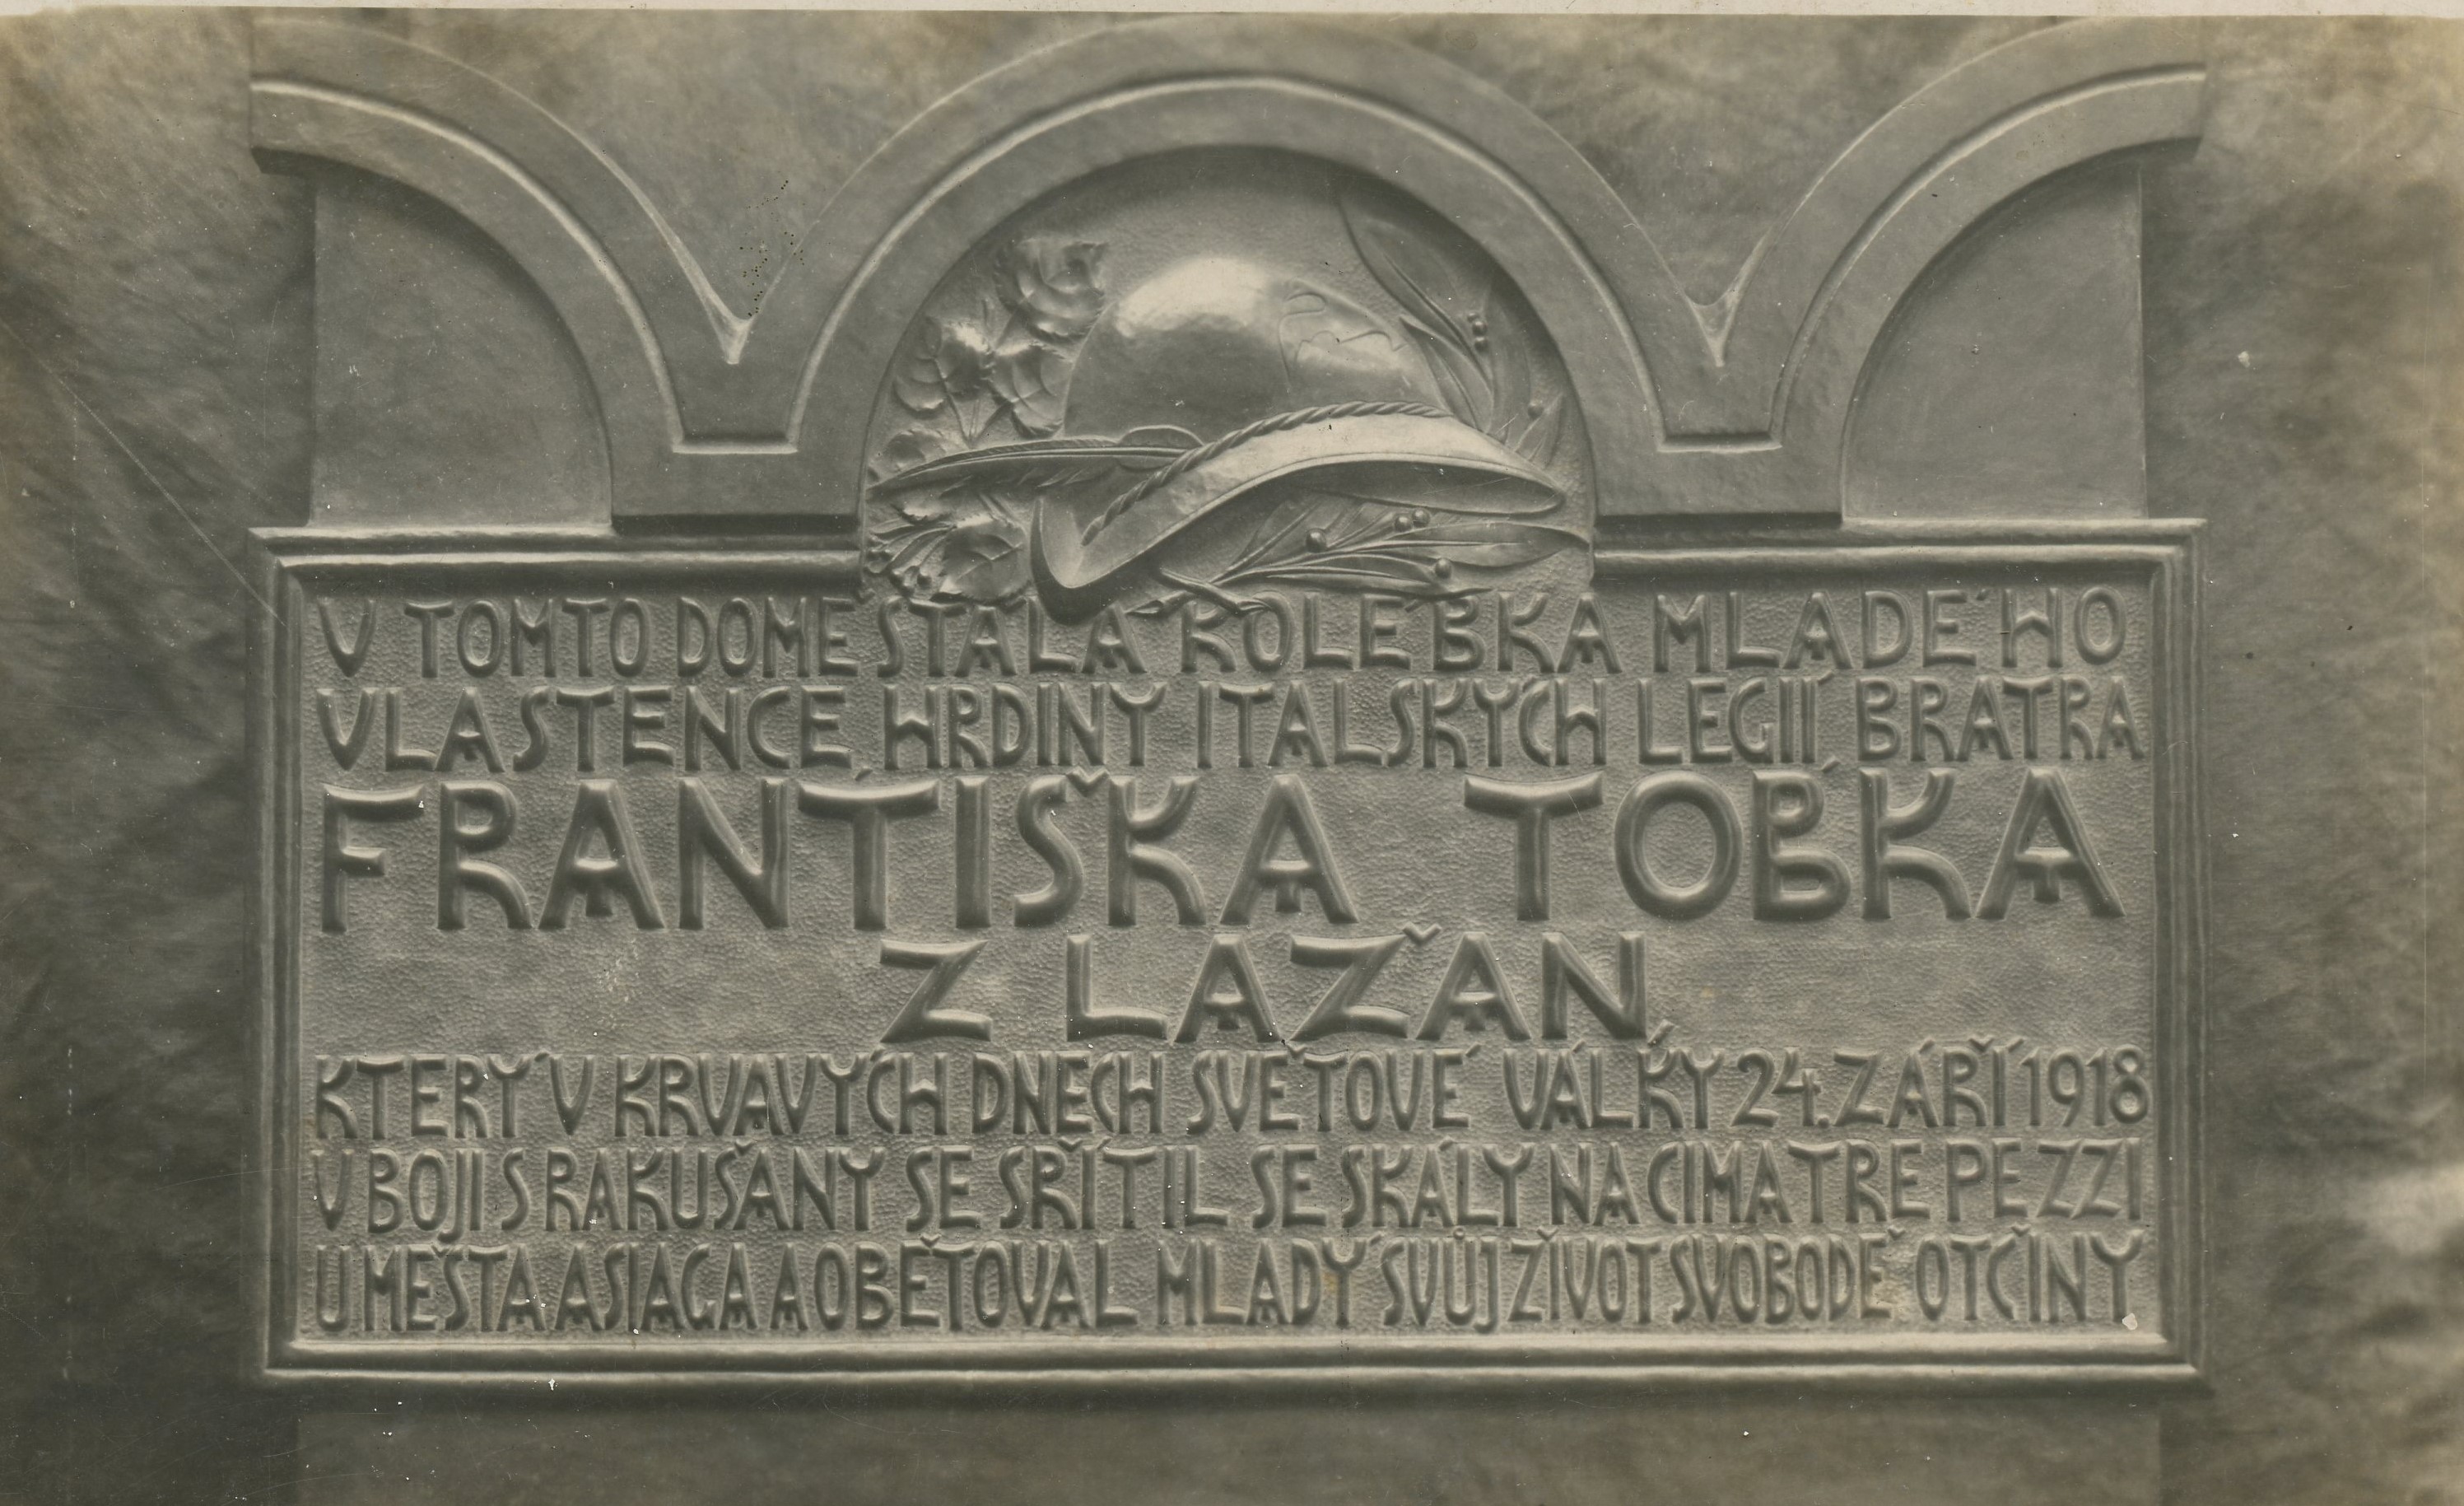 V TOMTO DOMĚ STÁLA KOLÉBKA MLADÉHO
VLASTENCE, HRDINY ITALSKÝCH LEGIÍ, BRATRA
FRANTIŠKA TOBKA
Z LAŽAN,
KTERÝ V KRVAVÝCH DNECH SVĚTOVÉ VÁLKY 24. ZÁŘÍ 1918
V BOJI S RAKUŠANY SE SŘÍTIL SE SKÁLY NA CIMA TRE PEZZI
U MĚSTA ASIAGA A OBĚTOVAL MLADÝ SVŮJ ŽIVOT SVOBODĚ OTČINY